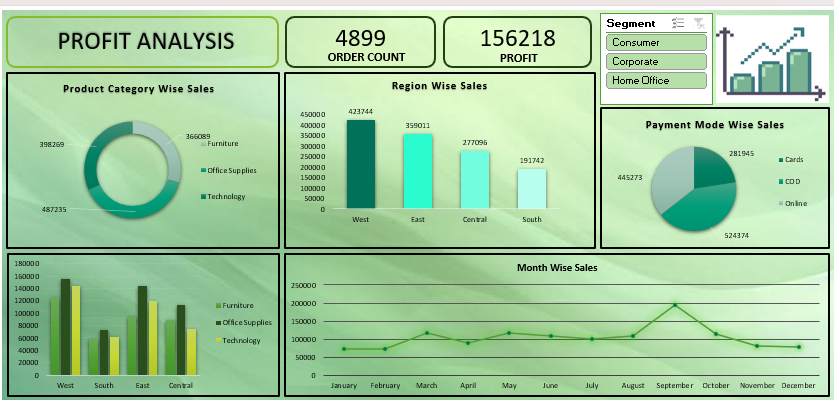 PROFIT ANALYSIS
4899
ORDER COUNT
156218
PROFIT
Segment
Consumer
Corporate
Home Office
Product Category Wise Sales
398269
366089
487235
Furniture
Office Supplies
Technology
Region Wise Sales
450000
400000
350000
300000
250000
200000
150000
100000
50000
0
423744
359011
277096
191742
West East Central South
Payment Mode Wise Sales
281945
445273
524374
Cards
COD
Online
180000
160000
140000
120000
100000
80000
60000
40000
20000
0
West South East Central
Furniture
Office Supplies
Technology
Month Wise Sales
250000
200000
150000
100000
50000
0
January February March April May June July August September October November December